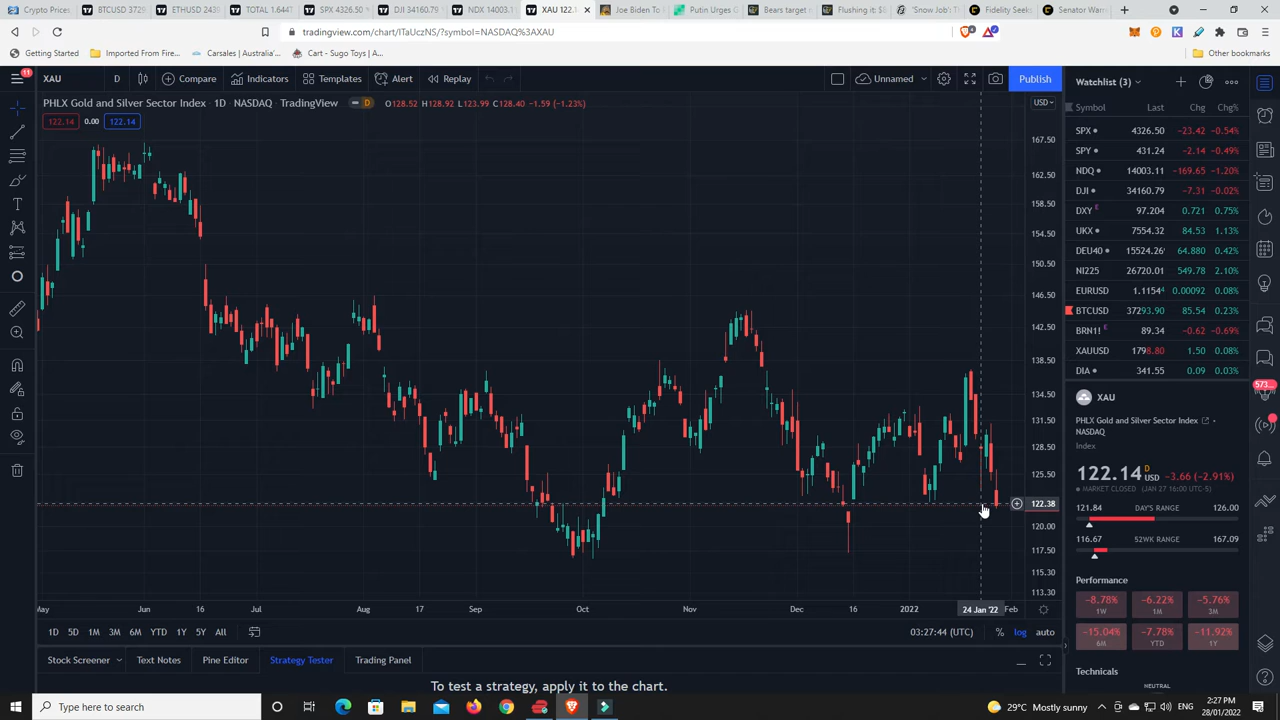 Crypto Prices
BTCUSD 3729
ETHUSD 2439
TOTAL 1.6447
SPX 4326.50
DJI 34160.79
NDX 14003.11
XAU 122.1
Joe Biden To
Putin Urges G
Bears target
Flushing it: $
'Snow Job's T
Fidelity Seeks
Senator Warr
tradingview.com/chart/ITaUczNS/?symbol=NASDAQ%3AXAU
Getting Started
Imported From Fire...
Carsales | Australia'...
Cart - Sugo Toys | A...
Other bookmarks
11
XAU
D
Compare
Indicators
Templates
Alert
Replay
Unnamed
Publish
Watchlist (3)
PHLX Gold and Silver Sector Index · 1D · NASDAQ · TradingView
D
O128.52 H128.92 L123.99 C128.40 -1.59 (-1.23%)
USD
122.14 0.00 122.14
Symbol Last Chg Chg%
SPX 4326.50 -23.42 -0.54%
SPY 431.24 -2.14 -0.49%
NDQ 14003.11 -169.65 -1.20%
DJI 34160.79 -7.31 -0.02%
DXY E 97.204 0.721 0.75%
UKX 7554.32 84.53 1.13%
DEU40 15524.26 64.880 0.42%
NI225 26720.01 549.78 2.10%
EURUSD 1.11544 0.00092 0.08%
BTCUSD 37293.90 85.54 0.23%
BRN1! E 89.34 -0.62 -0.69%
XAUUSD 1798.80 1.50 0.08%
DIA 341.55 0.09 0.03%
167.50
162.50
158.50
154.50
150.50
146.50
142.50
138.50
134.50
131.50
128.50
125.50
122.38
120.00
117.50
115.30
113.30
573
XAU
PHLX Gold and Silver Sector Index
NASDAQ
Index
122.14 D USD -3.66 (-2.91%)
MARKET CLOSED (JAN 27 16:00 UTC-5)
121.84 DAY'S RANGE 126.00
116.67 52WK RANGE 167.09
Performance
-8.78% 1W
-6.22% 1M
-5.76% 3M
-15.04% 6M
-7.78% YTD
-11.92% 1Y
Technicals
NEUTRAL
May Jun 16 Jul Aug 17 Sep Oct Nov Dec 16 2022 24 Jan '22 Feb
1D 5D 1M 3M 6M YTD 1Y 5Y All
03:27:44 (UTC) % log auto
Stock Screener Text Notes Pine Editor Strategy Tester Trading Panel
To test a strategy, apply it to the chart.
Type here to search
29°C Mostly sunny
2:27 PM
28/01/2022